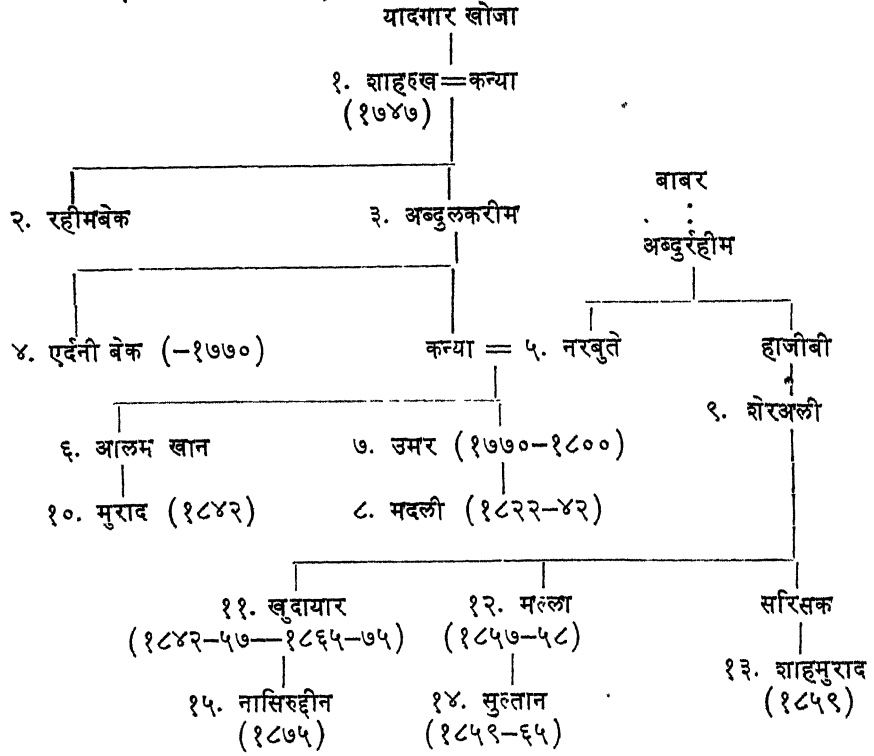 यादगार खोजा
१. शाहरुख=कन्या
(१७४७)
बाबर
२. रहीमबेक ३. अब्दुलकरीम
अब्दुर्रहीम
४. एर्दनी बेक (-१७७०) कन्या = ५. नरबुते हाजीबी
९. शेरअली
६. आलम खान ७. उमर (१७७०-१८००)
१०. मुराद (१८४२) ८. मदली (१८२२-४२)
११. खुदायार १२. मल्ला सरिसक
(१८४२-५७—१८६५-७५) (१८५७-५८)
१३. शाहमुराद
१५. नासिरुद्दीन १४. सुल्तान (१८५९)
(१८७५) (१८५९-६५)